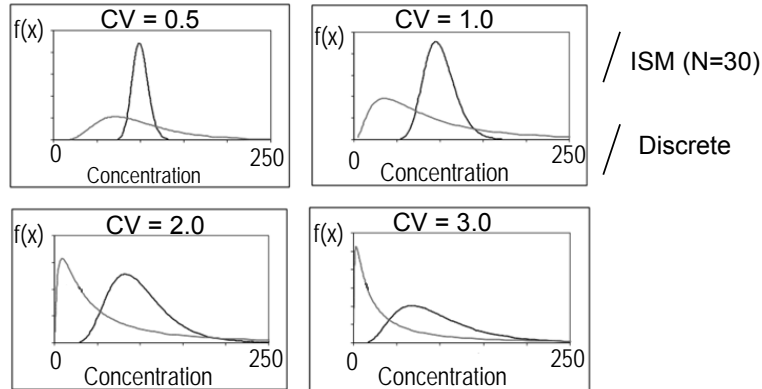 CV = 0.5
f(x)
0
250
Concentration
CV = 1.0
f(x)
0
250
Concentration
ISM (N=30)
Discrete
CV = 2.0
f(x)
0
250
Concentration
CV = 3.0
f(x)
0
250
Concentration